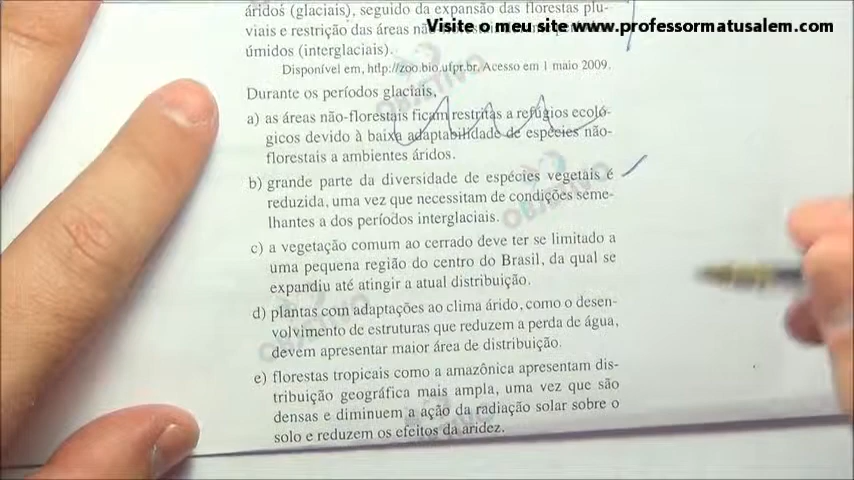 Visite o meu site www.professormatusalem.com
áridos (glaciais), seguido da expansão das florestas plu-
viais e restrição das áreas não-florestais
úmidos (interglaciais).
Disponível em, http://zoo.bio.ufpr.br. Acesso em 1 maio 2009.
Durante os períodos glaciais,
a) as áreas não-florestais ficam restritas a refúgios ecoló-
gicos devido à baixa adaptabilidade de espécies não-
florestais a ambientes áridos.
b) grande parte da diversidade de espécies vegetais é
reduzida, uma vez que necessitam de condições seme-
lhantes a dos períodos interglaciais.
c) a vegetação comum ao cerrado deve ter se limitado a
uma pequena região do centro do Brasil, da qual se
expandiu até atingir a atual distribuição.
d) plantas com adaptações ao clima árido, como o desen-
volvimento de estruturas que reduzem a perda de água,
devem apresentar maior área de distribuição.
e) florestas tropicais como a amazônica apresentam dis-
tribuição geográfica mais ampla, uma vez que são
densas e diminuem a ação da radiação solar sobre o
solo e reduzem os efeitos da aridez.
OBJETIVO
OBJETIVO
OBJETIVO